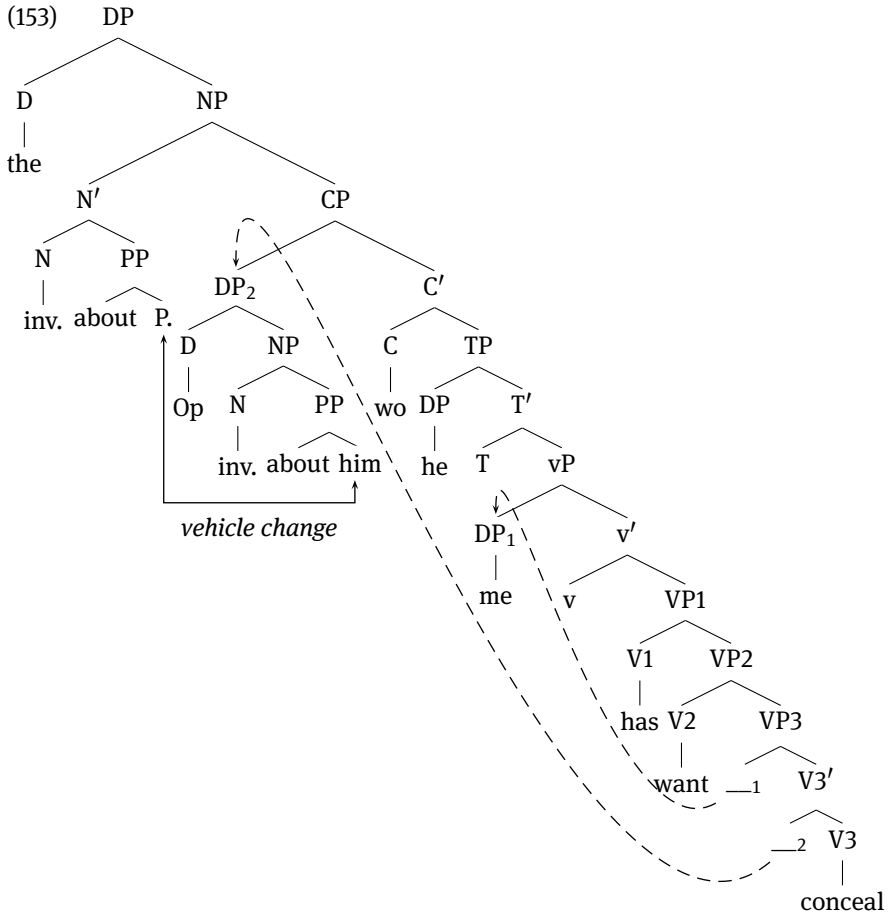 (153) DP
D NP
the
N′ CP
N PP
DP₂ C′
inv. about P.
D NP C TP
Op N PP wo DP T′
inv. about him he T vP
vehicle change
DP₁ v′
me v VP1
V1 VP2
has V2 VP3
want __₁ V3′
__₂ V3
conceal